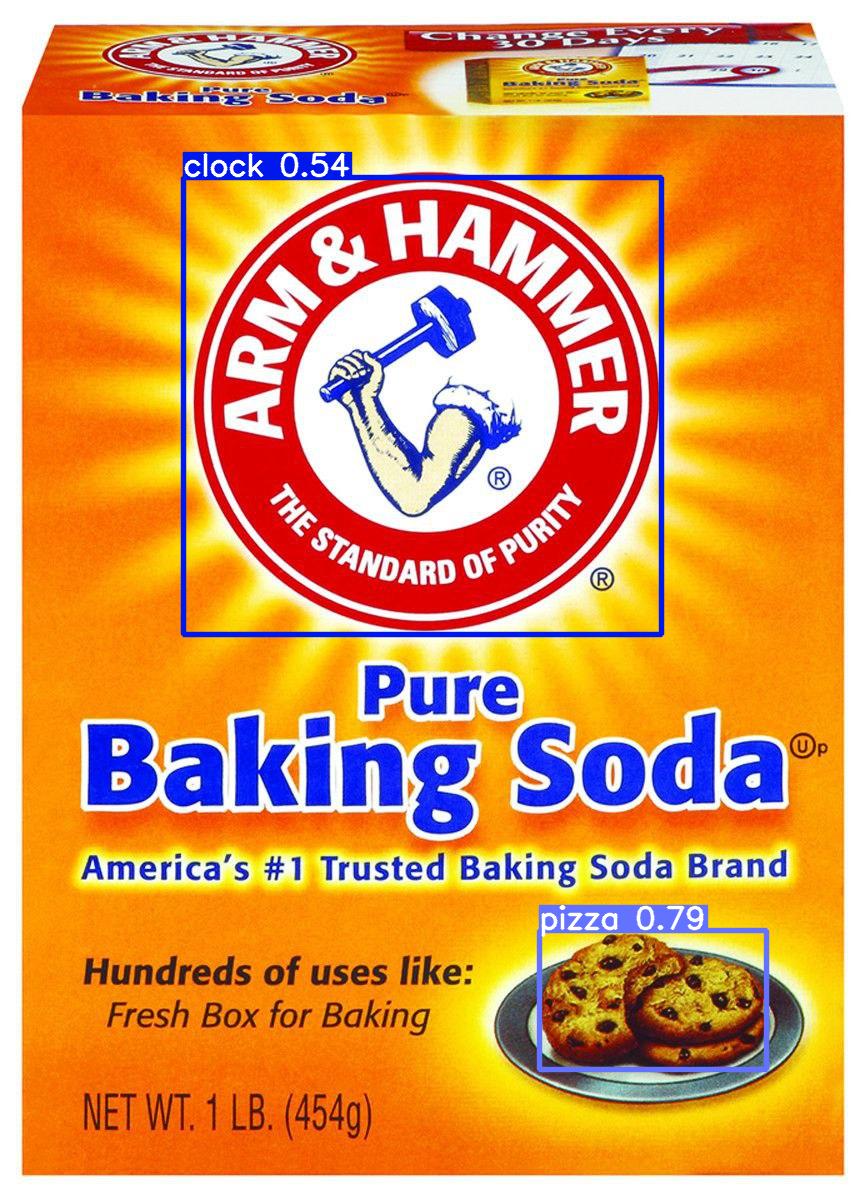 ARM & HAMMER
THE STANDARD OF PURITY
Pure
Baking Soda
Change Every
30 Days
Pure
Baking Soda
clock 0.54
ARM & HAMMER
®
THE STANDARD OF PURITY
®
Pure
Baking Soda Ⓤp
America's #1 Trusted Baking Soda Brand
pizza 0.79
Hundreds of uses like:
Fresh Box for Baking
NET WT. 1 LB. (454g)